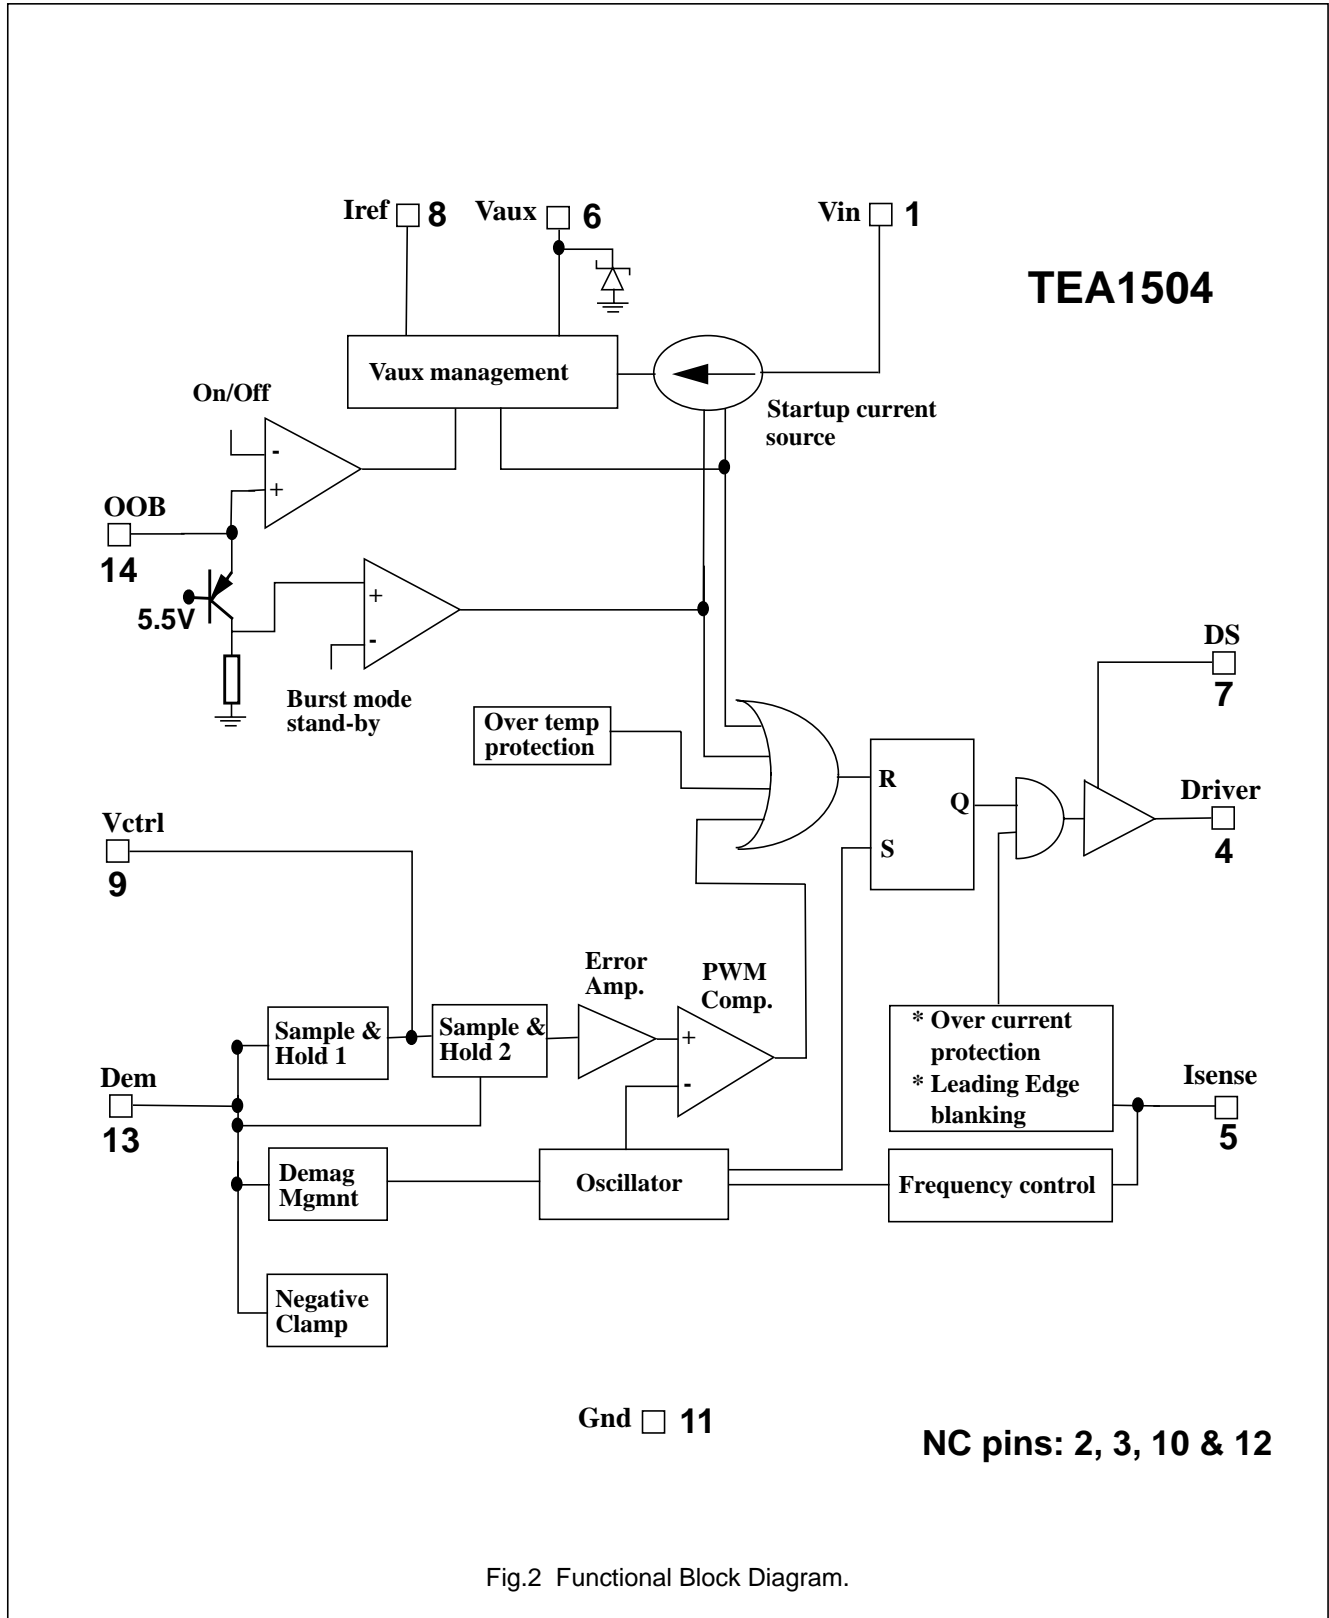 Iref 8 Vaux 6 Vin 1
TEA1504
Vaux management
On/Off
Startup current
source
-
+
OOB
14
5.5V
+
-
Burst mode
stand-by
Over temp
protection
DS
7
R
Q
S
Driver
4
Vctrl
9
Error
Amp.
PWM
Comp.
Sample &
Hold 1
Sample &
Hold 2
+
-
* Over current
protection
* Leading Edge
blanking
Dem
13
Isense
5
Demag
Mgmnt
Oscillator
Frequency control
Negative
Clamp
Gnd 11
NC pins: 2, 3, 10 & 12
Fig.2 Functional Block Diagram.